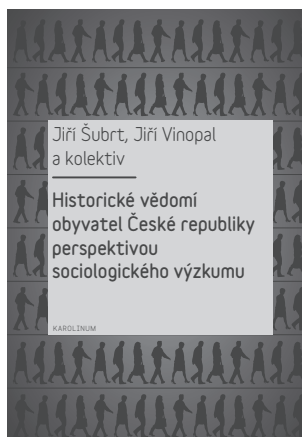 Jiří Šubrt, Jiří Vinopal
a kolektiv
Historické vědomí
obyvatel České republiky
perspektivou
sociologického výzkumu
KAROLINUM